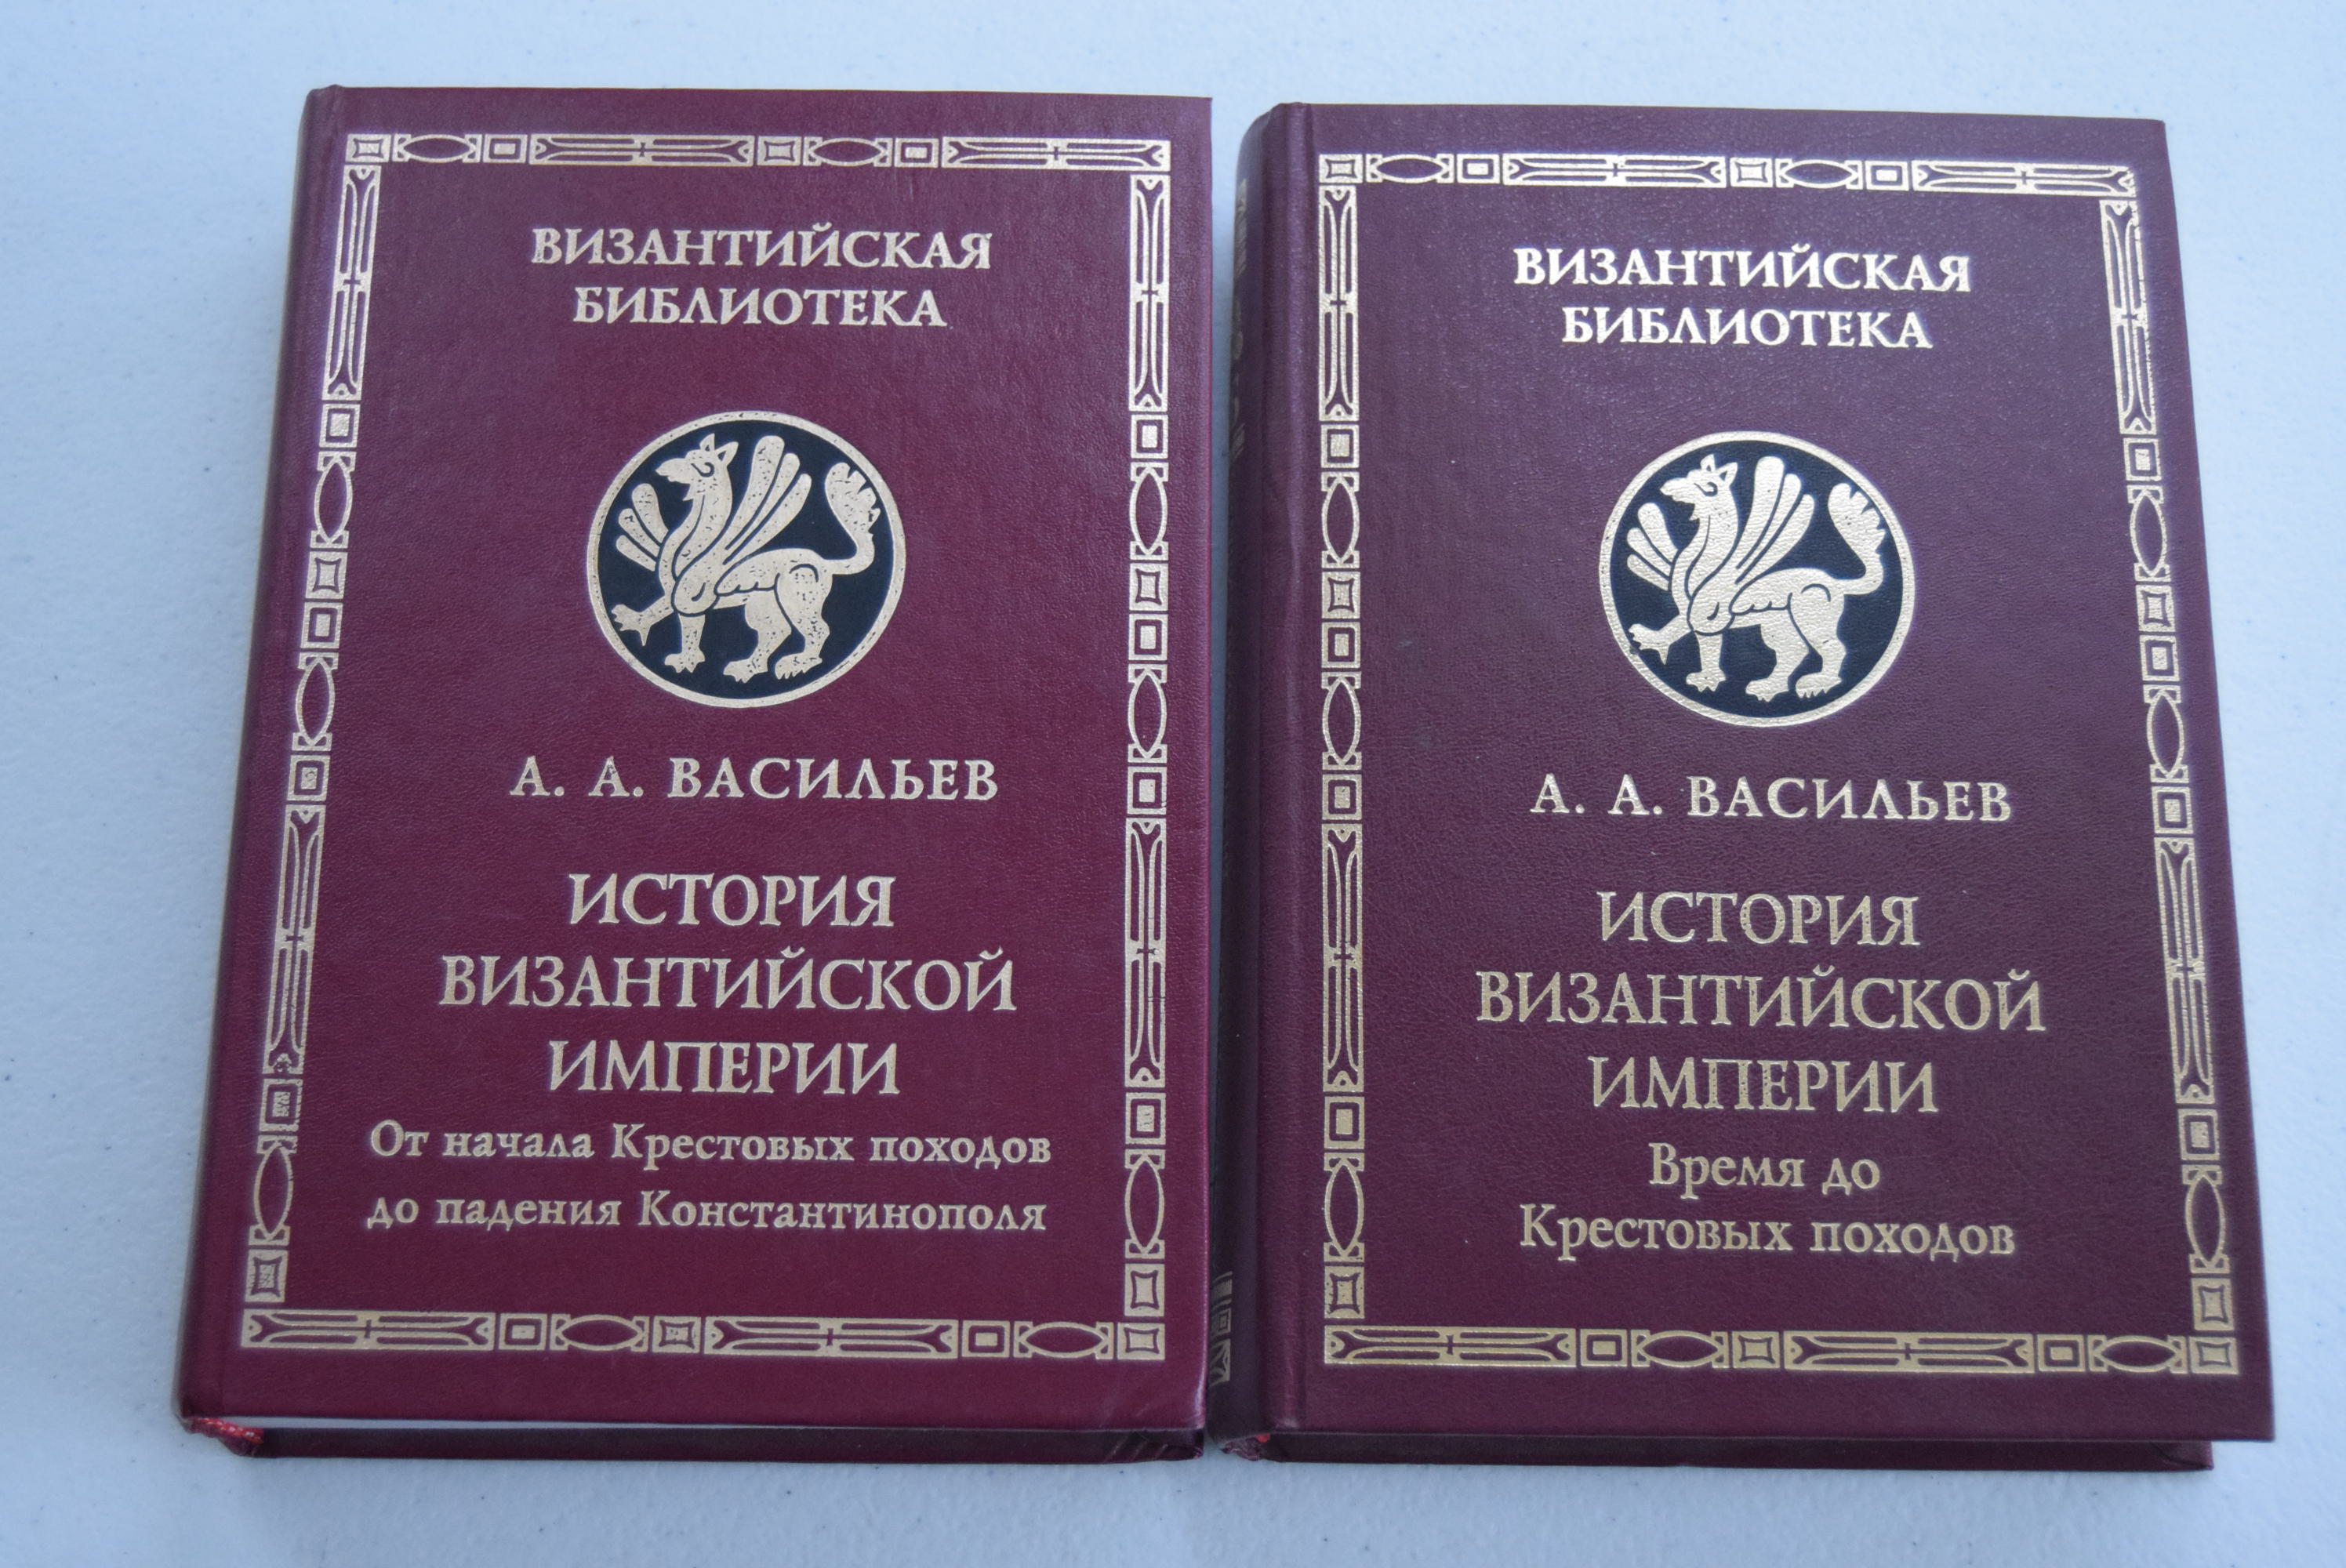 ВИЗАНТИЙСКАЯ
БИБЛИОТЕКА
А. А. ВАСИЛЬЕВ
ИСТОРИЯ
ВИЗАНТИЙСКОЙ
ИМПЕРИИ
От начала Крестовых походов
до падения Константинополя
ВИЗАНТИЙСКАЯ
БИБЛИОТЕКА
А. А. ВАСИЛЬЕВ
ИСТОРИЯ
ВИЗАНТИЙСКОЙ
ИМПЕРИИ
Время до
Крестовых походов